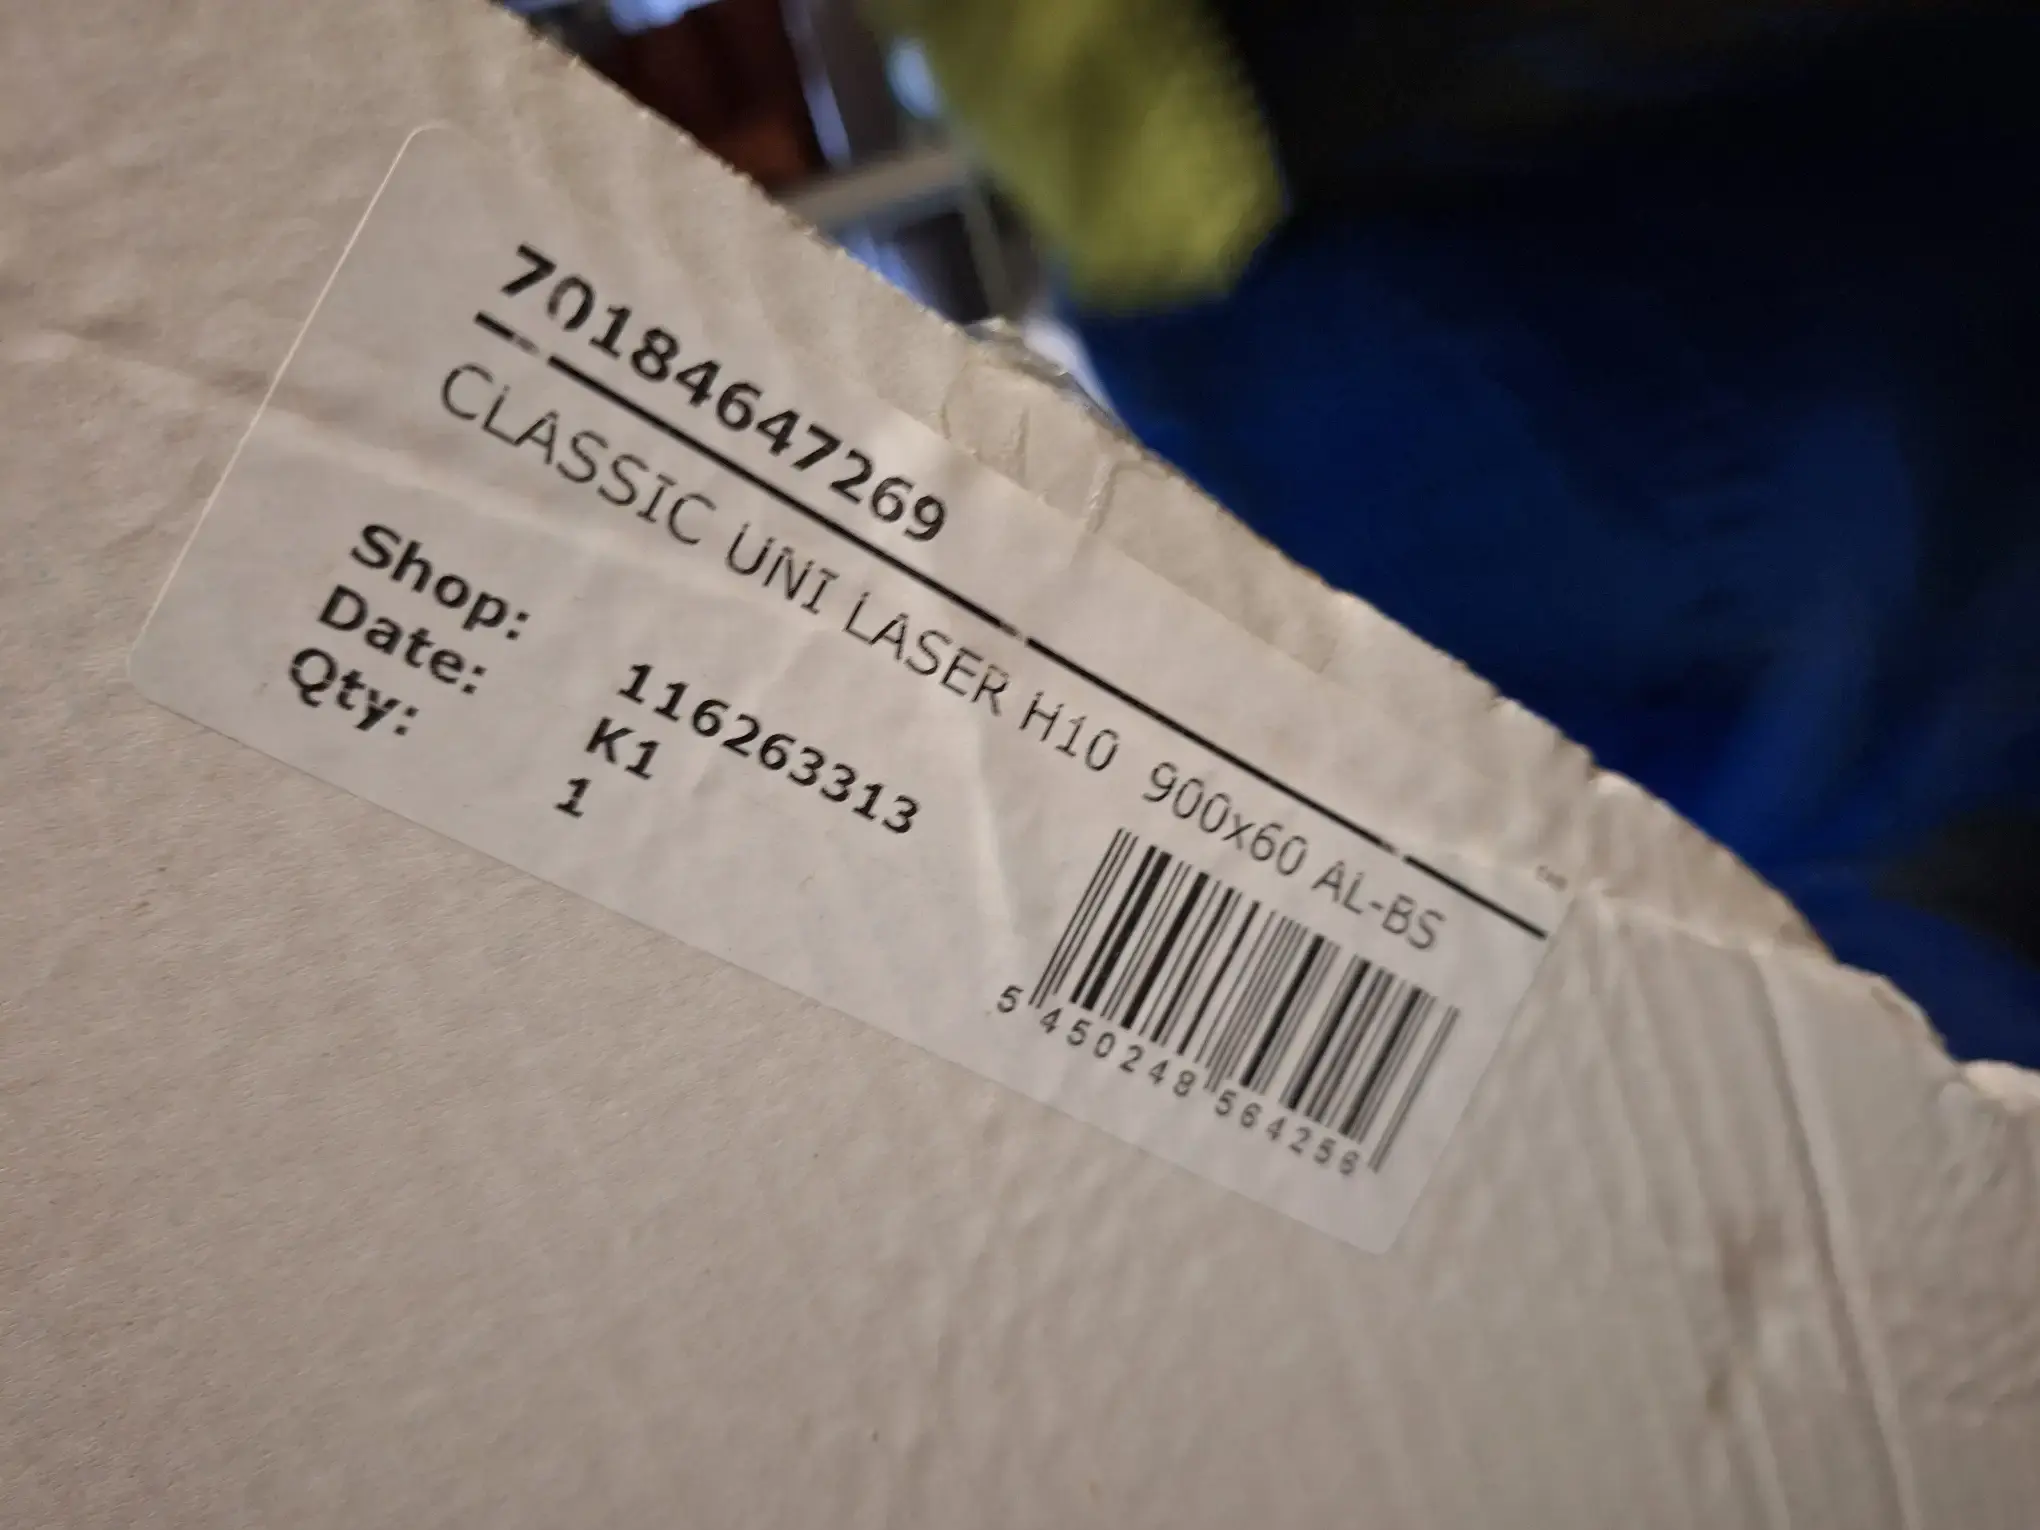 70184647269
CLASSIC UNI LASER H10 900x60 AL-BS
Shop: 116263313
Date: K1
Qty: 1
5 450248 564256